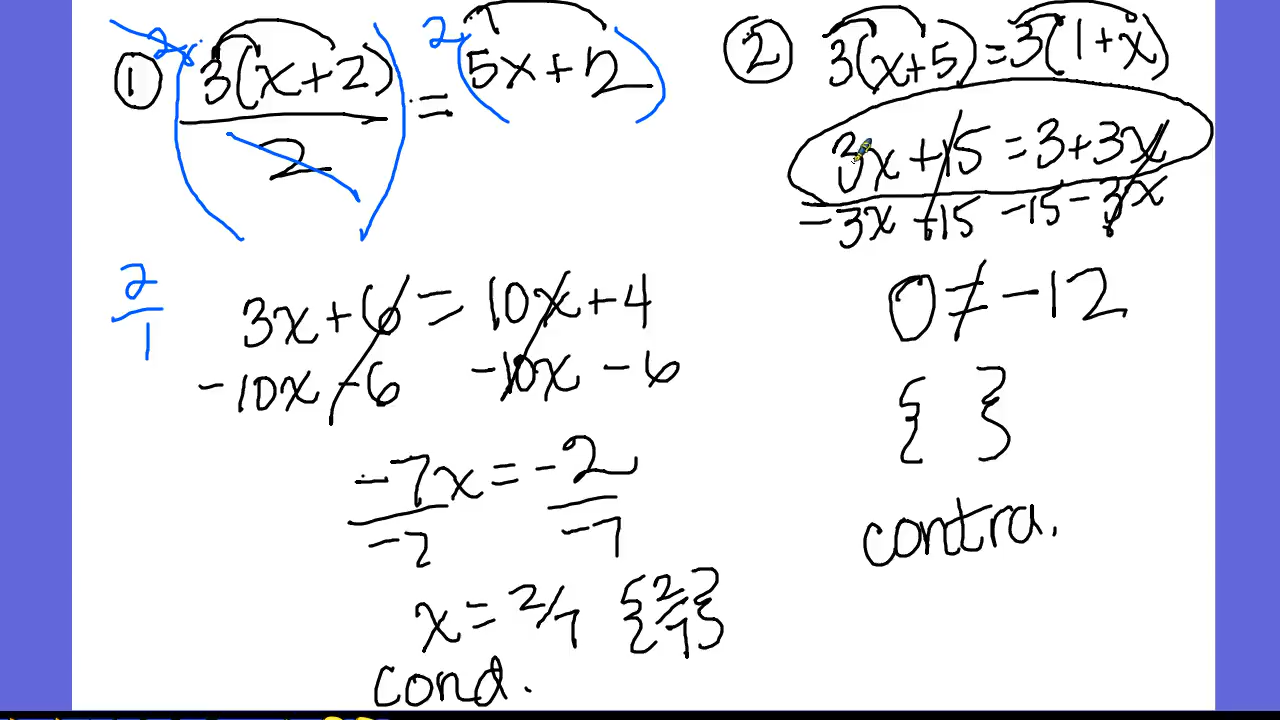 ① 3(x+2)/2 = 5x+2
2· ( ) 2( )
2/1
3x+6 = 10x+4
-10x -6 -10x -6
-7x = -2
-7 -7
x = 2/7 {2/7}
cond.
② 3(x+5) = 3(1+x)
3x+15 = 3+3x
-3x +15 -15 -3x
0 ≠ -12
{ }
contra.